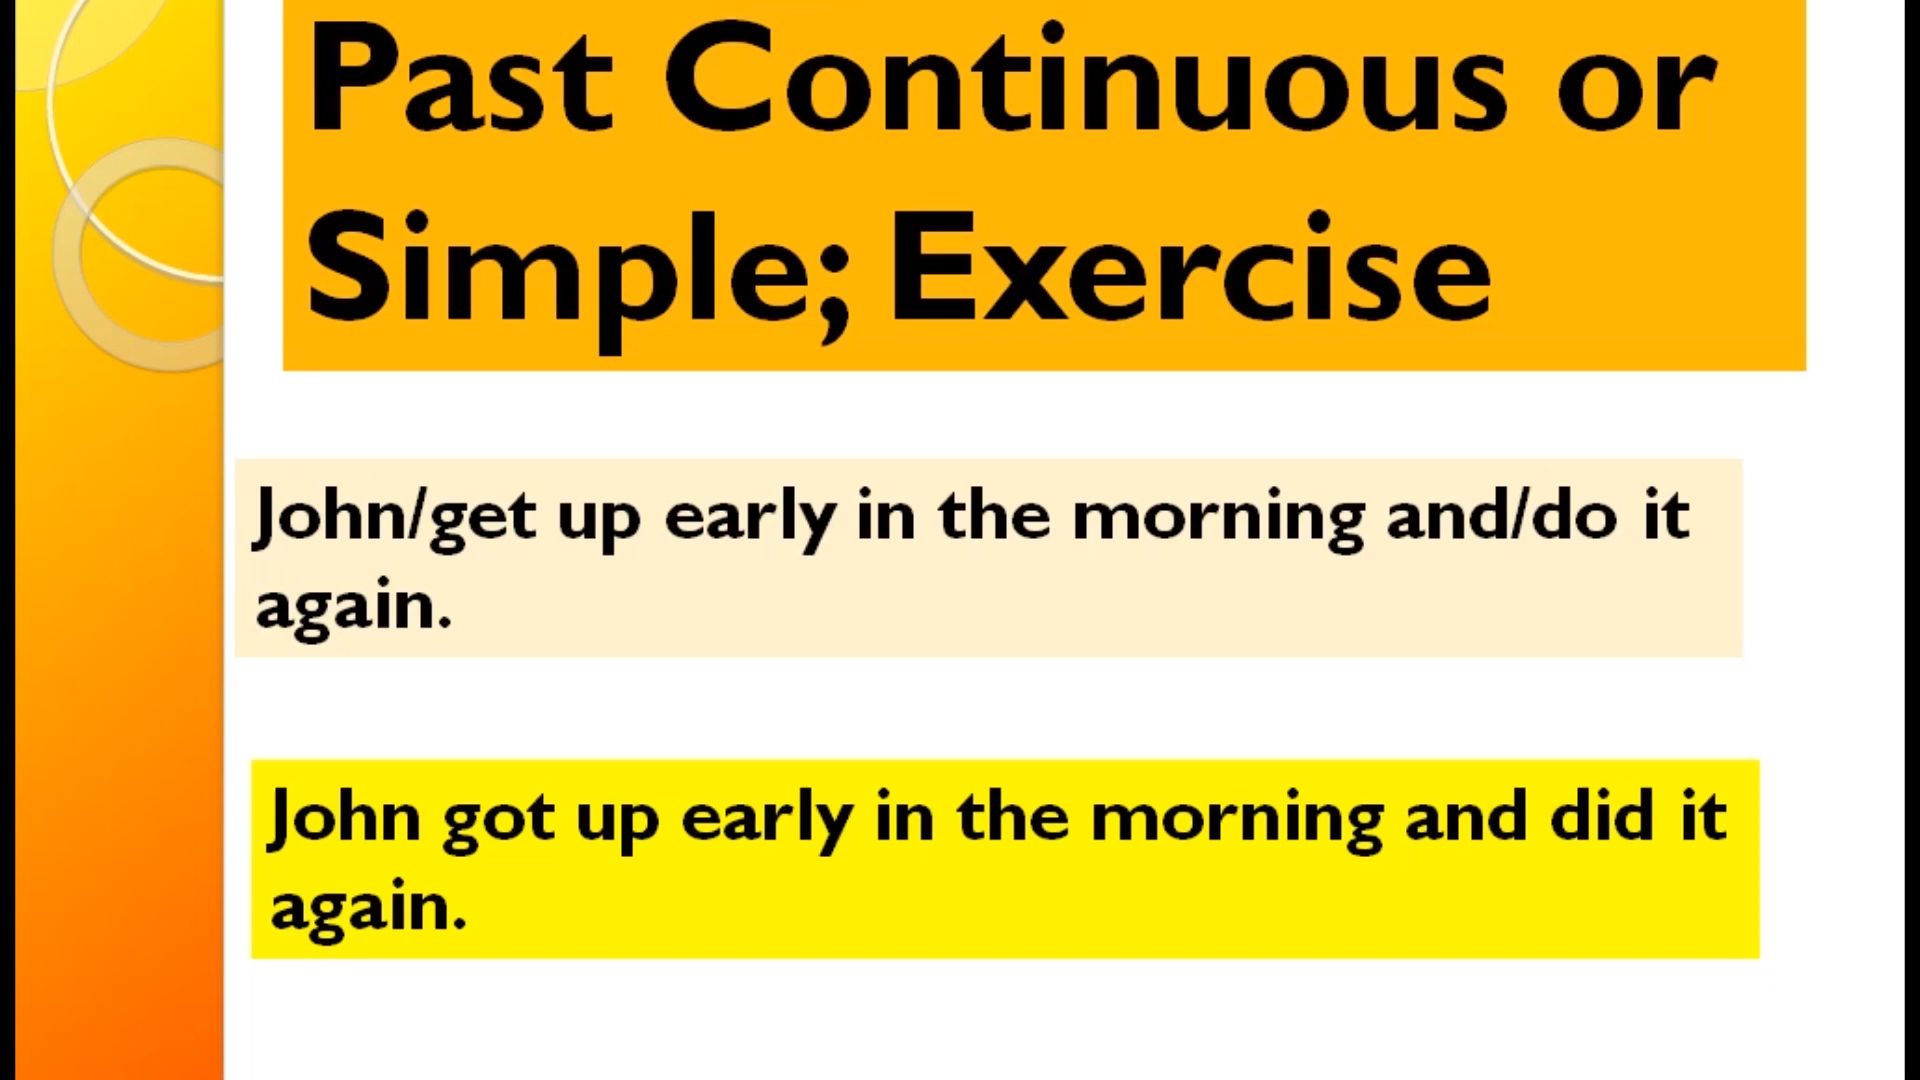 Past Continuous or
Simple; Exercise
John/get up early in the morning and/do it
again.
John got up early in the morning and did it
again.